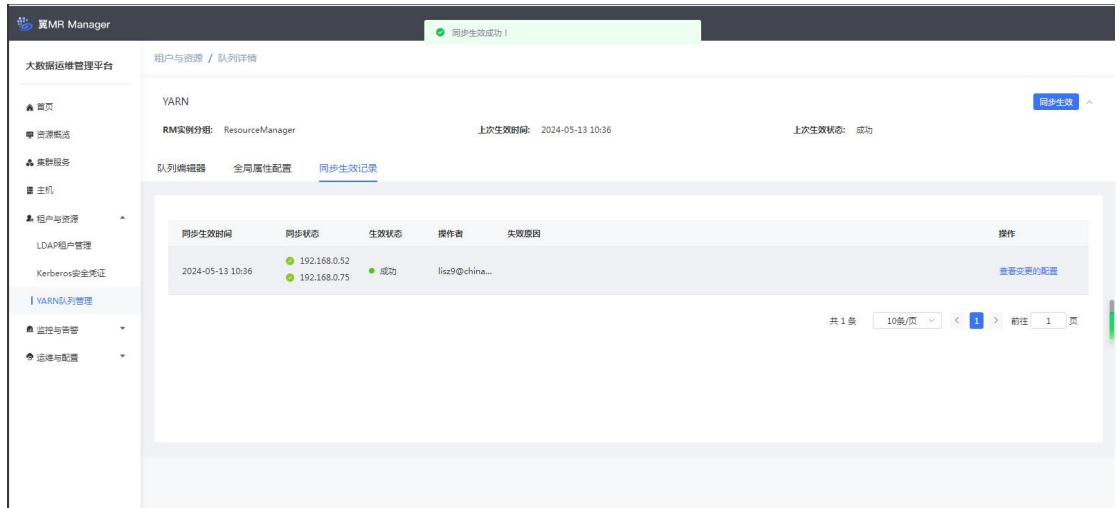 翼MR Manager
同步生效成功！
大数据运维管理平台
租户与资源 / 队列详情
首页
资源概览
集群服务
主机
租户与资源
LDAP租户管理
Kerberos安全凭证
YARN队列管理
监控与告警
运维与配置
YARN
同步生效
RM实例分组: ResourceManager
上次生效时间: 2024-05-13 10:36
上次生效状态: 成功
队列编辑器 全局属性配置 同步生效记录
同步生效时间 同步状态 生效状态 操作者 失败原因 操作
2024-05-13 10:36 192.168.0.52 192.168.0.75 成功 lisz9@china... 查看变更的配置
共 1 条 10条/页 1 前往 1 页